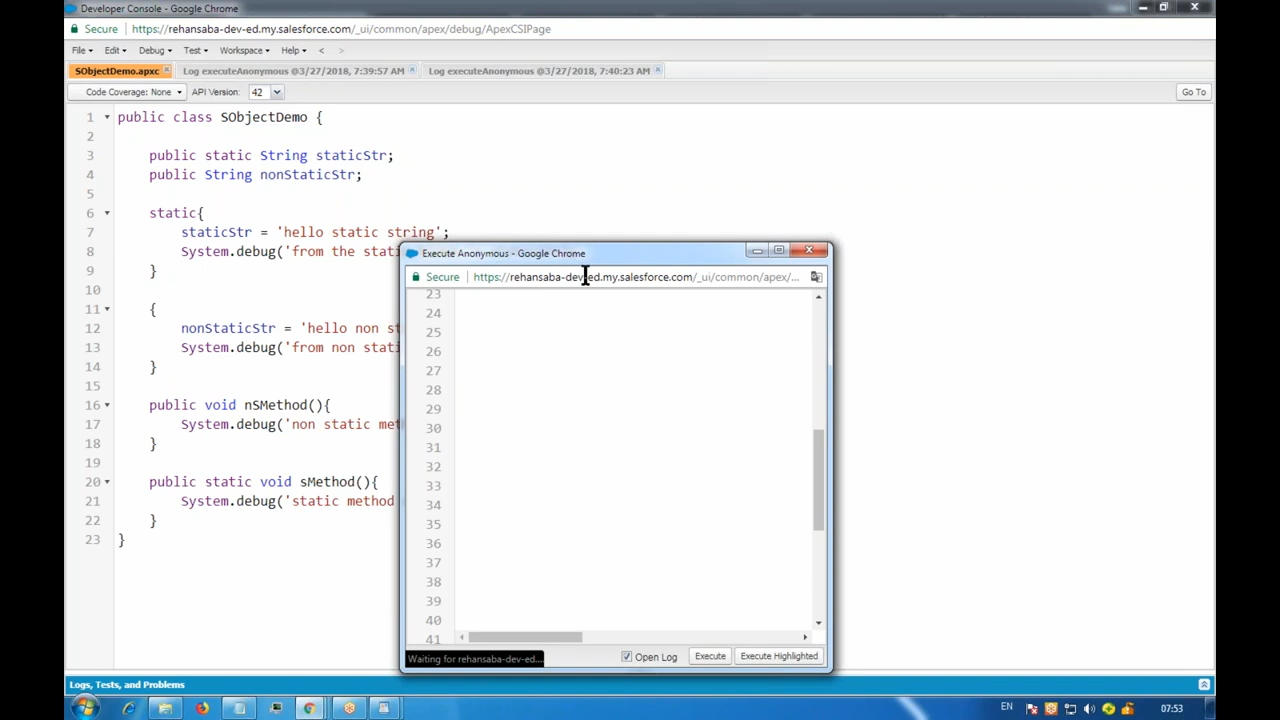 Developer Console - Google Chrome
Secure https://rehansaba-dev-ed.my.salesforce.com/_ui/common/apex/debug/ApexCSIPage
File Edit Debug Test Workspace Help < >
SObjectDemo.apxc Log executeAnonymous @3/27/2018, 7:39:57 AM Log executeAnonymous @3/27/2018, 7:40:23 AM
Code Coverage: None API Version: 42 Go To
1 public class SObjectDemo {
2
3 public static String staticStr;
4 public String nonStaticStr;
5
6 static{
7 staticStr = 'hello static string';
8 System.debug('from the stati
9 }
10
11 {
12 nonStaticStr = 'hello non st
13 System.debug('from non stati
14 }
15
16 public void nSMethod(){
17 System.debug('non static met
18 }
19
20 public static void sMethod(){
21 System.debug('static method
22 }
23 }
Execute Anonymous - Google Chrome
Secure https://rehansaba-dev-ed.my.salesforce.com/_ui/common/apex/...
23
24
25
26
27
28
29
30
31
32
33
34
35
36
37
38
39
40
41
Waiting for rehansaba-dev-ed.... Open Log Execute Execute Highlighted
Logs, Tests, and Problems
EN 07:53